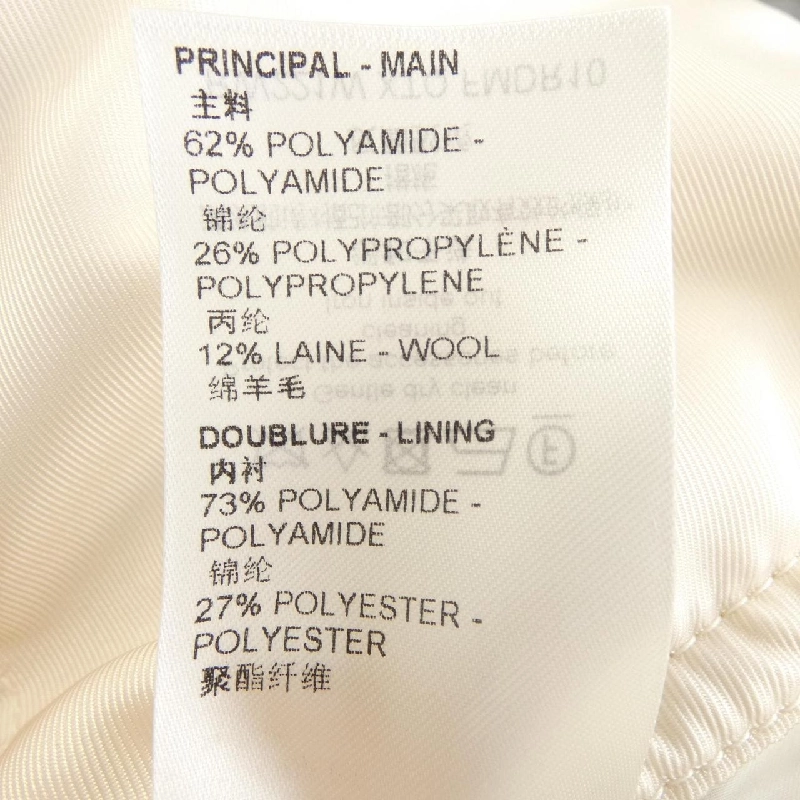 PRINCIPAL - MAIN
主料
62% POLYAMIDE -
POLYAMIDE
锦纶
26% POLYPROPYLÈNE -
POLYPROPYLENE
丙纶
12% LAINE - WOOL
绵羊毛
DOUBLURE - LINING
内衬
73% POLYAMIDE -
POLYAMIDE
锦纶
27% POLYESTER -
POLYESTER
聚酯纤维